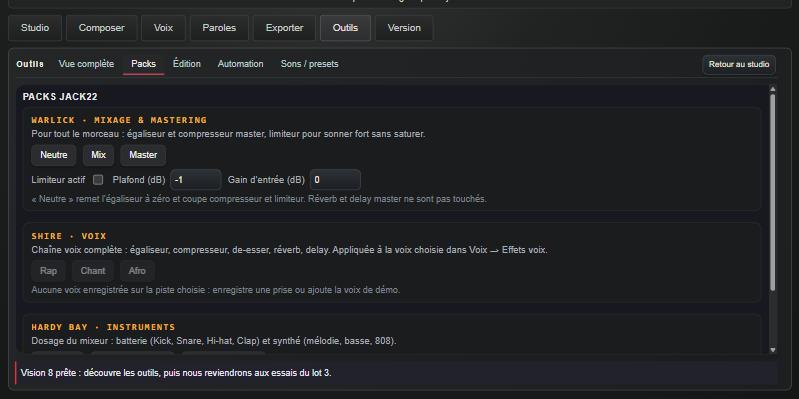 Studio
Composer
Voix
Paroles
Exporter
Outils
Version
Outils
Vue complète
Packs
Édition
Automation
Sons / presets
Retour au studio
PACKS JACK22
WARLICK · MIXAGE & MASTERING
Pour tout le morceau : égaliseur et compresseur master, limiteur pour sonner fort sans saturer.
Neutre
Mix
Master
Limiteur actif
Plafond (dB)
-1
Gain d'entrée (dB)
0
« Neutre » remet l'égaliseur à zéro et coupe compresseur et limiteur. Réverb et delay master ne sont pas touchés.
SHIRE · VOIX
Chaîne voix complète : égaliseur, compresseur, de-esser, réverb, delay. Appliquée à la voix choisie dans Voix → Effets voix.
Rap
Chant
Afro
Aucune voix enregistrée sur la piste choisie : enregistre une prise ou ajoute la voix de démo.
HARDY BAY · INSTRUMENTS
Dosage du mixeur : batterie (Kick, Snare, Hi-hat, Clap) et synthé (mélodie, basse, 808).
Vision 8 prête : découvre les outils, puis nous reviendrons aux essais du lot 3.